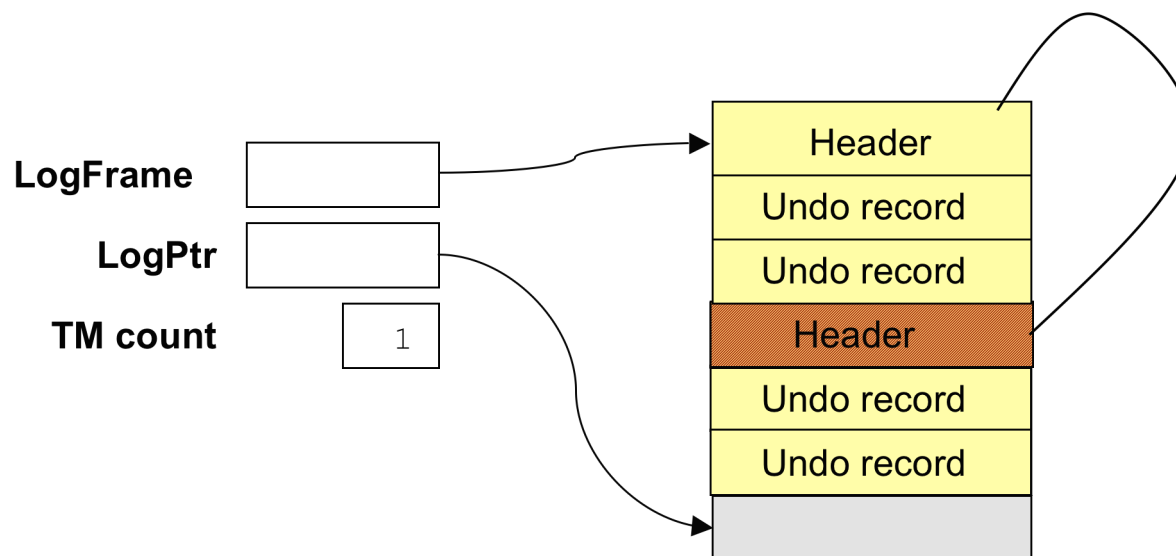 LogFrame
LogPtr
TM count
1
Header
Undo record
Undo record
Header
Undo record
Undo record